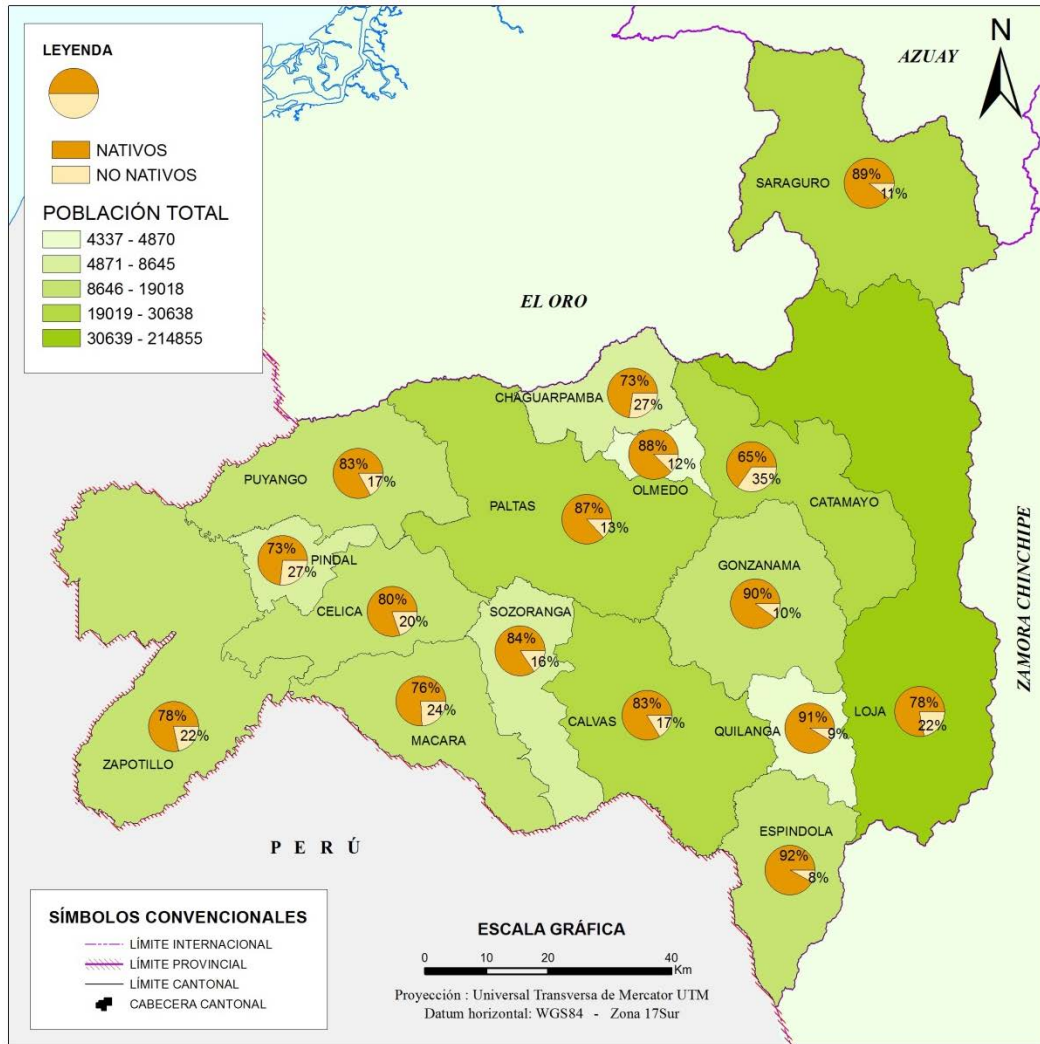 LEYENDA
NATIVOS
NO NATIVOS
POBLACIÓN TOTAL
4337 - 4870
4871 - 8645
8646 - 19018
19019 - 30638
30639 - 214855
N
AZUAY
SARAGURO
89%
11%
EL ORO
CHAGUARPAMBA
73%
27%
88%
12%
OLMEDO
65%
35%
CATAMAYO
PUYANGO
83%
17%
PALTAS
87%
13%
PINDAL
73%
27%
CELICA
80%
20%
SOZORANGA
84%
16%
GONZANAMA
90%
10%
ZAMORA CHINCHIPE
ZAPOTILLO
78%
22%
MACARA
76%
24%
CALVAS
83%
17%
QUILANGA
91%
9%
LOJA
78%
22%
ESPINDOLA
92%
8%
PERÚ
SÍMBOLOS CONVENCIONALES
LÍMITE INTERNACIONAL
LÍMITE PROVINCIAL
LÍMITE CANTONAL
CABECERA CANTONAL
ESCALA GRÁFICA
0 10 20 40
Km
Proyección : Universal Transversa de Mercator UTM
Datum horizontal: WGS84 - Zona 17Sur